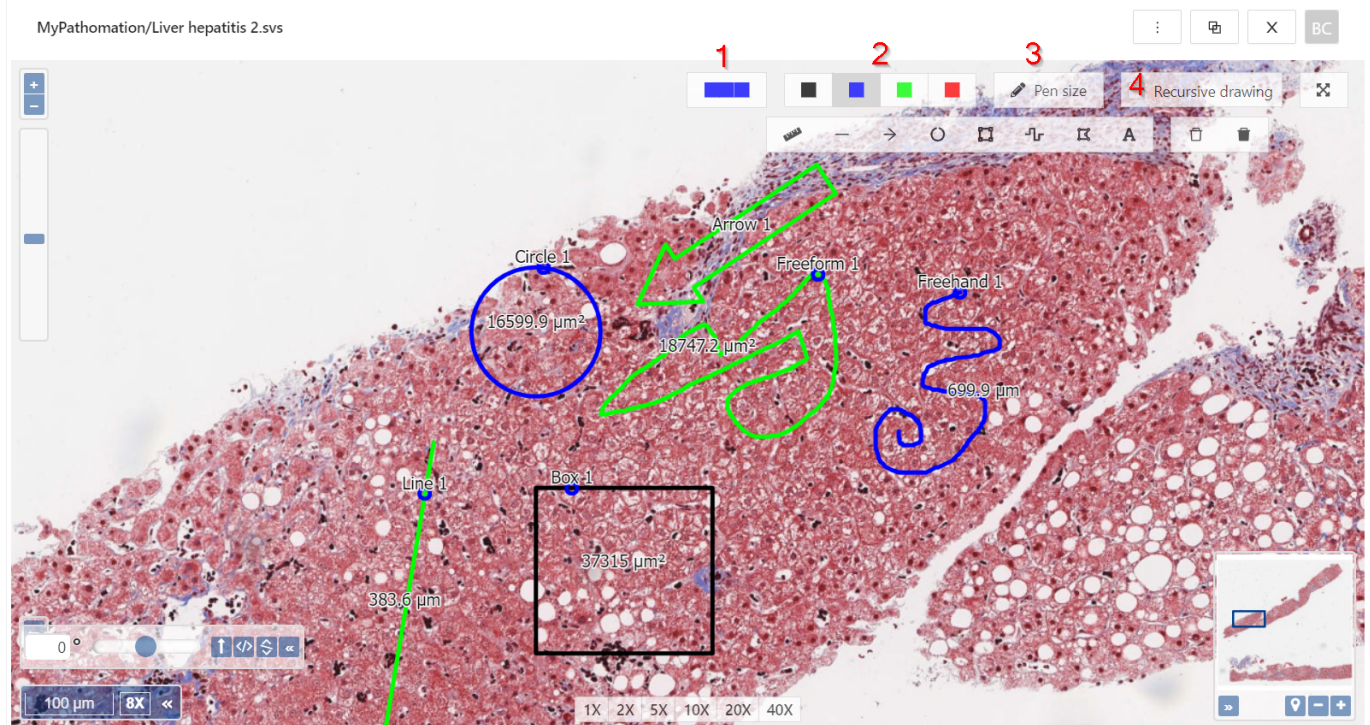 MyPathomation/Liver hepatitis 2.svs
BC
1
2
3
4
Pen size
Recursive drawing
A
Arrow 1
Circle 1
Freeform 1
Freehand 1
16599.9 µm²
18747.2 µm²
699.9 µm
Line 1
Box 1
37315 µm²
383.6 µm
0 °
100 µm
8X
1X 2X 5X 10X 20X 40X